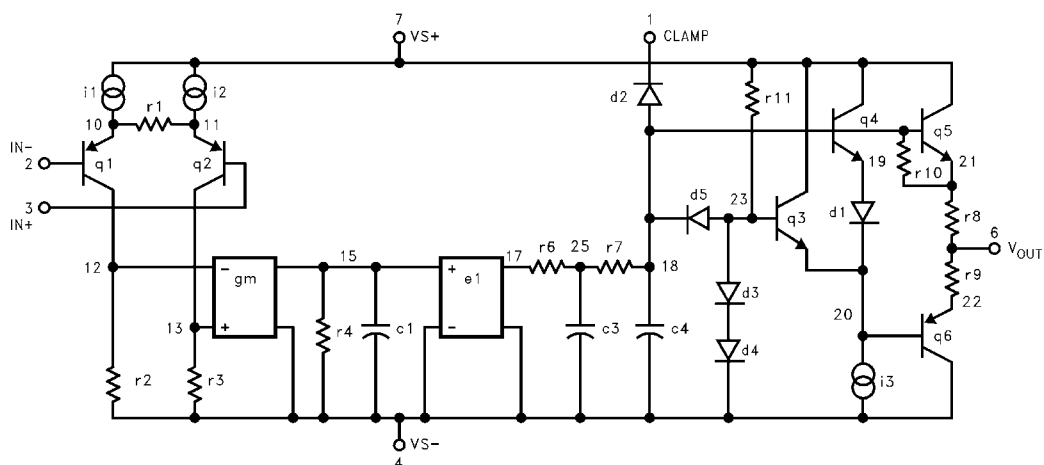 7
VS+
1
CLAMP
i1
i2
r1
d2
r11
q4
q5
10
11
IN-
2
q1
q2
19
r10
21
3
IN+
d5
23
q3
d1
r8
6
VOUT
12
15
17
r6
25
r7
18
r9
-
gm
+
e1
d3
20
22
13
+
r4
c1
-
c3
c4
d4
q6
r2
r3
i3
VS-
4